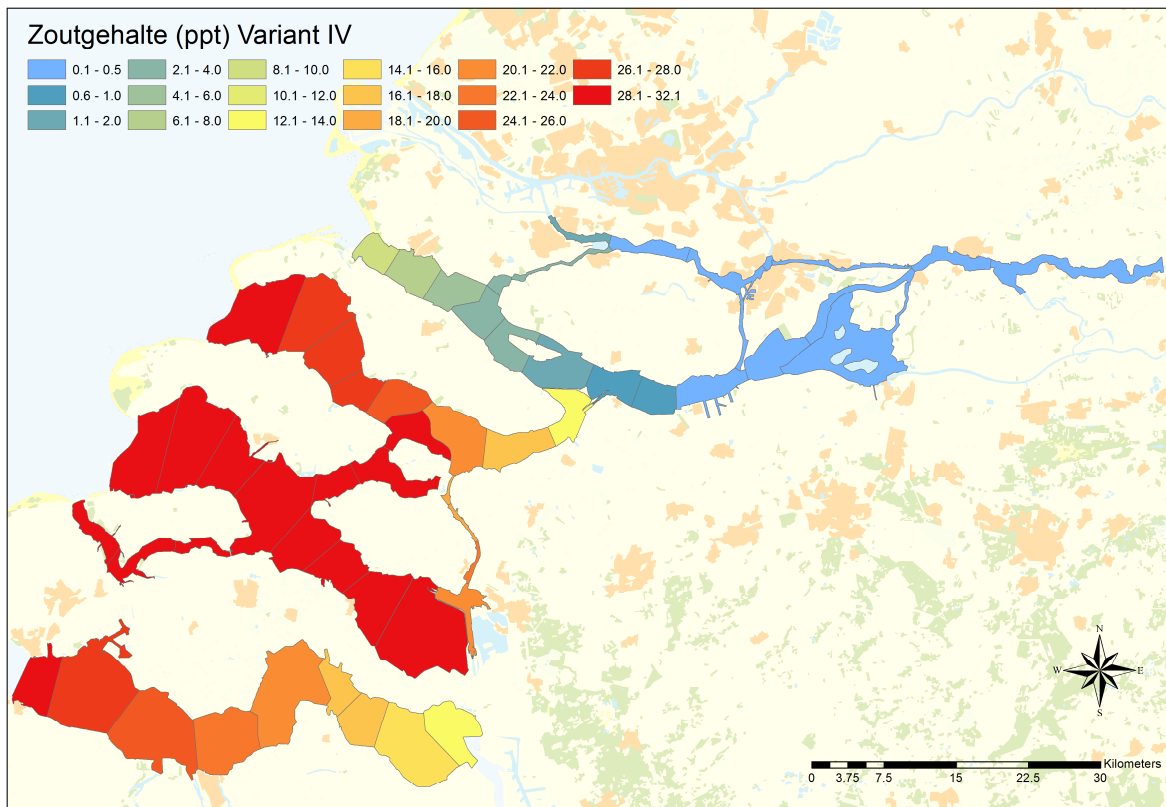 Zoutgehalte (ppt) Variant IV
0.1 - 0.5 2.1 - 4.0 8.1 - 10.0 14.1 - 16.0 20.1 - 22.0 26.1 - 28.0
0.6 - 1.0 4.1 - 6.0 10.1 - 12.0 16.1 - 18.0 22.1 - 24.0 28.1 - 32.1
1.1 - 2.0 6.1 - 8.0 12.1 - 14.0 18.1 - 20.0 24.1 - 26.0
N
W E
S
Kilometers
0 3.75 7.5 15 22.5 30